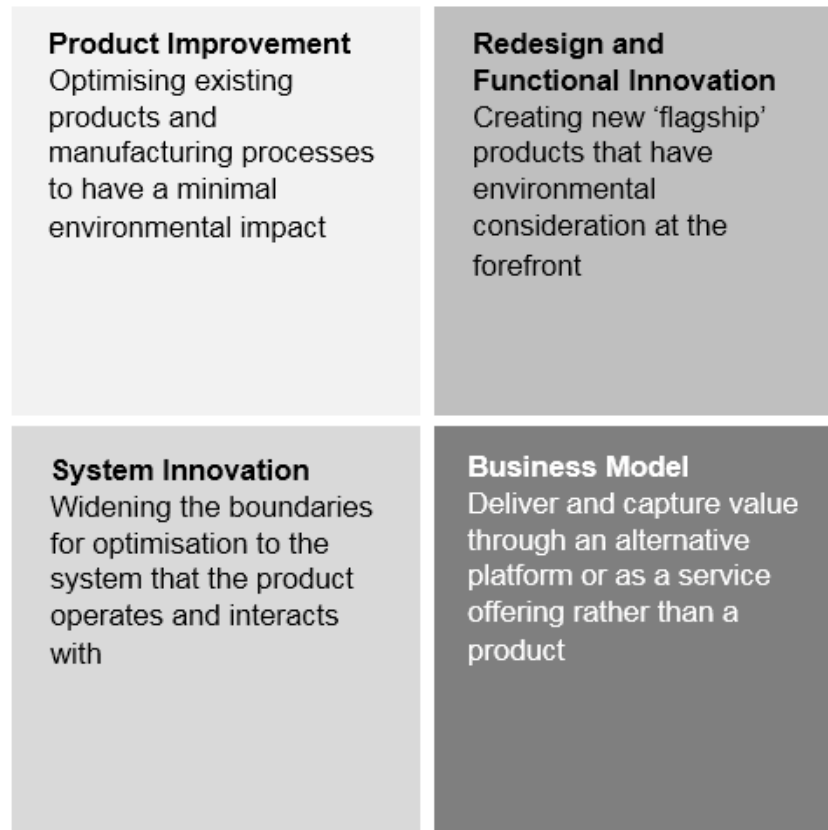 Product Improvement
Optimising existing
products and
manufacturing processes
to have a minimal
environmental impact
Redesign and
Functional Innovation
Creating new ‘flagship’
products that have
environmental
consideration at the
forefront
System Innovation
Widening the boundaries
for optimisation to the
system that the product
operates and interacts
with
Business Model
Deliver and capture value
through an alternative
platform or as a service
offering rather than a
product